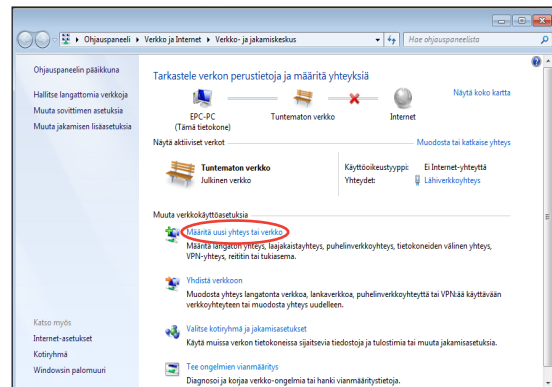 Ohjauspaneeli ▸ Verkko ja Internet ▸ Verkko- ja jakamiskeskus
Hae ohjauspaneelista
Ohjauspaneelin pääikkuna
Hallitse langattomia verkkoja
Muuta sovittimen asetuksia
Muuta jakamisen lisäasetuksia
Tarkastele verkon perustietoja ja määritä yhteyksiä
Näytä koko kartta
EPC-PC
(Tämä tietokone)
Tuntematon verkko
Internet
Näytä aktiiviset verkot
Muodosta tai katkaise yhteys
Tuntematon verkko
Julkinen verkko
Käyttöoikeustyyppi: Ei Internet-yhteyttä
Yhteydet: Lähiverkkoyhteys
Muuta verkkokäyttöasetuksia
Määritä uusi yhteys tai verkko
Määritä langaton yhteys, laajakaistayhteys, puhelinverkkoyhteys, tietokoneiden välinen yhteys,
VPN-yhteys, reititin tai tukiasema.
Yhdistä verkkoon
Muodosta yhteys langatonta verkkoa, lankaverkkoa, puhelinverkkoyhteyttä tai VPN:ää käyttävään
verkkoyhteyteen tai muodosta yhteys uudelleen.
Valitse kotiryhmä ja jakamisasetukset
Käytä muissa verkon tietokoneissa sijaitsevia tiedostoja ja tulostimia tai muuta jakamisasetuksia.
Tee ongelmien vianmääritys
Diagnosoi ja korjaa verkko-ongelmia tai hanki vianmääritystietoja.
Katso myös
Internet-asetukset
Kotiryhmä
Windowsin palomuuri